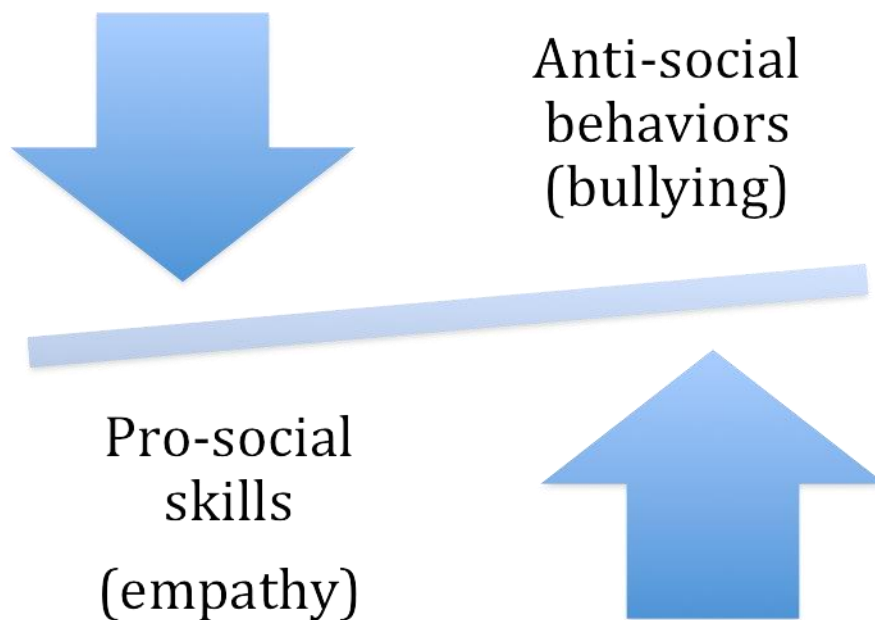 Anti-social
behaviors
(bullying)
Pro-social
skills
(empathy)